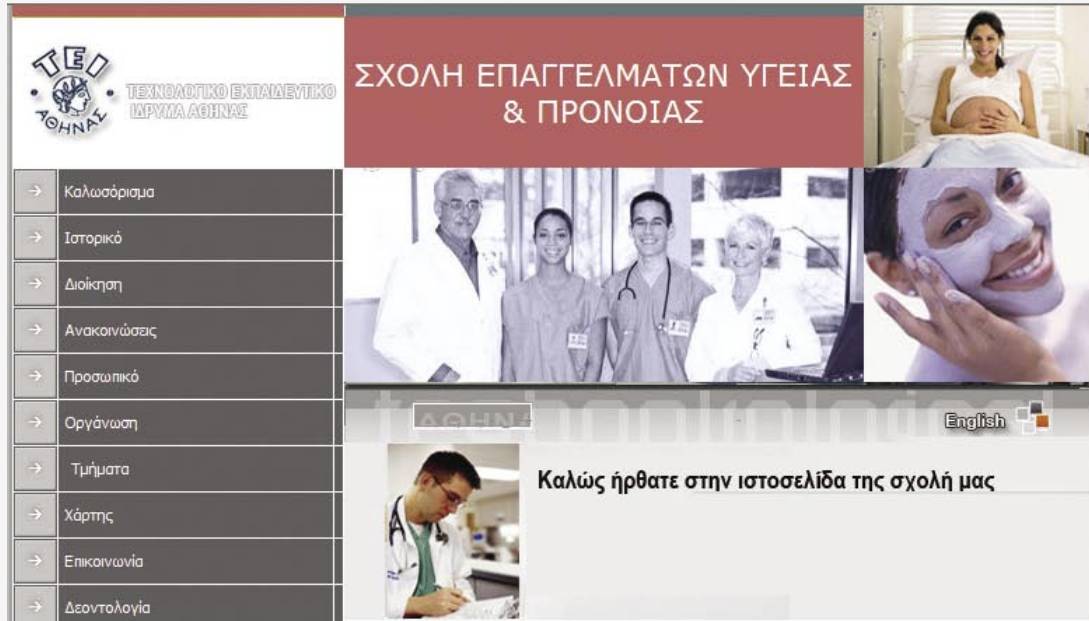 ΤΕΙ
ΑΘΗΝΑΣ
ΤΕΧΝΟΛΟΓΙΚΟ ΕΚΠΑΙΔΕΥΤΙΚΟ
ΙΔΡΥΜΑ ΑΘΗΝΑΣ
ΣΧΟΛΗ ΕΠΑΓΓΕΛΜΑΤΩΝ ΥΓΕΙΑΣ
& ΠΡΟΝΟΙΑΣ
Καλωσόρισμα
Ιστορικό
Διοίκηση
Ανακοινώσεις
Προσωπικό
Οργάνωση
Τμήματα
Χάρτης
Επικοινωνία
Δεοντολογία
English
Καλώς ήρθατε στην ιστοσελίδα της σχολή μας